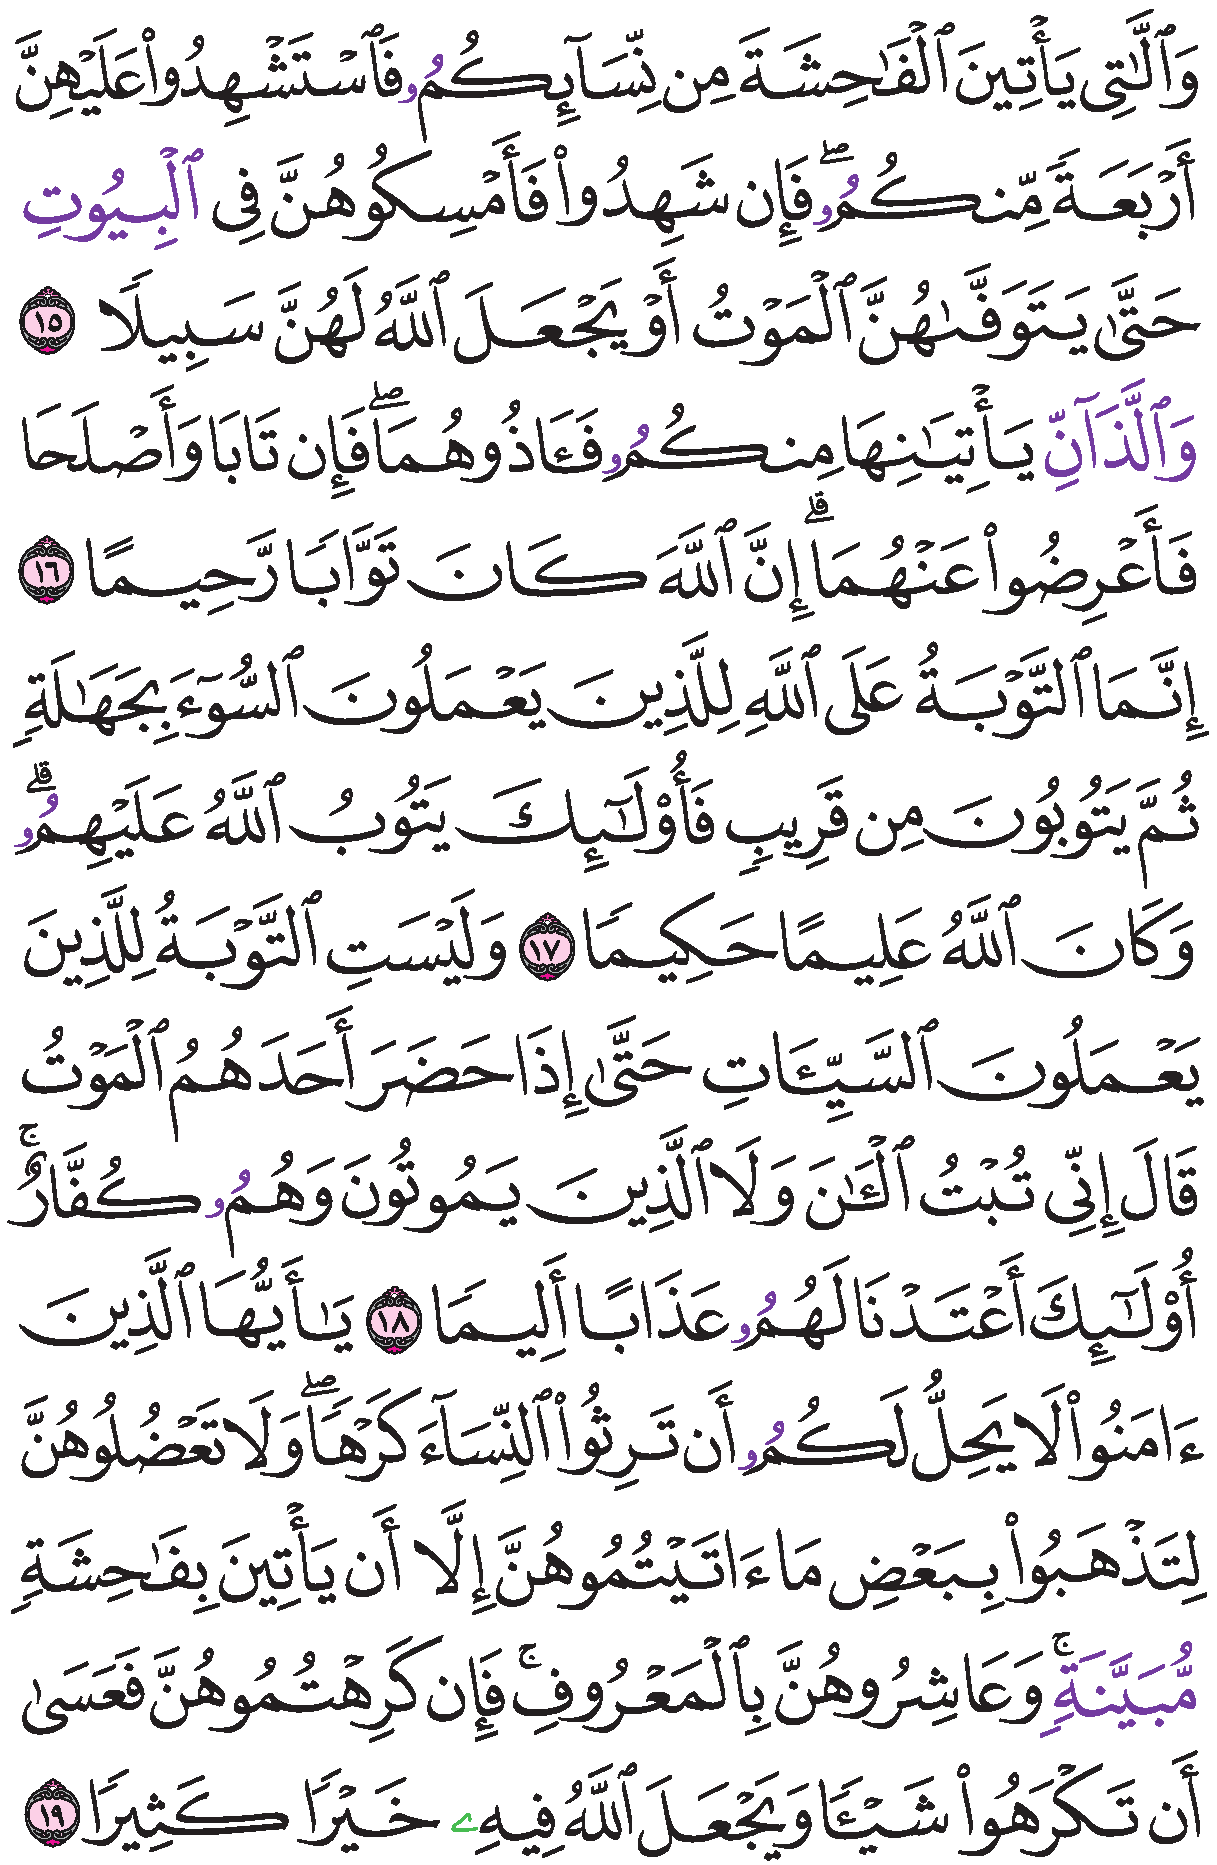 وَٱلَّٰتِى يَأۡتِينَ ٱلۡفَٰحِشَةَ مِن نِّسَآئِكُمُۥ فَٱسۡتَشۡهِدُواْ عَلَيۡهِنَّ
أَرۡبَعَةٗ مِّنكُمُۥۖ فَإِن شَهِدُواْ فَأَمۡسِكُوهُنَّ فِى ٱلۡبِيُوتِ
حَتَّىٰ يَتَوَفَّىٰهُنَّ ٱلۡمَوۡتُ أَوۡ يَجۡعَلَ ٱللَّهُ لَهُنَّ سَبِيلٗا ١٥
وَٱلَّذَآنِّ يَأۡتِيَٰنِهَا مِنكُمُۥ فَـَٔاذُوهُمَاۖ فَإِن تَابَا وَأَصۡلَحَا
فَأَعۡرِضُواْ عَنۡهُمَاۗ إِنَّ ٱللَّهَ كَانَ تَوَّابٗا رَّحِيمًا ١٦
إِنَّمَا ٱلتَّوۡبَةُ عَلَى ٱللَّهِ لِلَّذِينَ يَعۡمَلُونَ ٱلسُّوٓءَ بِجَهَٰلَةٖ
ثُمَّ يَتُوبُونَ مِن قَرِيبٖ فَأُوْلَٰٓئِكَ يَتُوبُ ٱللَّهُ عَلَيۡهِمُۥۗ
وَكَانَ ٱللَّهُ عَلِيمًا حَكِيمٗا ١٧ وَلَيۡسَتِ ٱلتَّوۡبَةُ لِلَّذِينَ
يَعۡمَلُونَ ٱلسَّيِّـَٔاتِ حَتَّىٰٓ إِذَا حَضَرَ أَحَدَهُمُ ٱلۡمَوۡتُ
قَالَ إِنِّى تُبۡتُ ٱلۡـَٰٔنَ وَلَا ٱلَّذِينَ يَمُوتُونَ وَهُمُۥ كُفَّارٌۚ
أُوْلَٰٓئِكَ أَعۡتَدۡنَا لَهُمُۥ عَذَابًا أَلِيمٗا ١٨ يَٰٓأَيُّهَا ٱلَّذِينَ
ءَامَنُواْ لَا يَحِلُّ لَكُمُۥ أَن تَرِثُواْ ٱلنِّسَآءَ كَرۡهٗاۖ وَلَا تَعۡضُلُوهُنَّ
لِتَذۡهَبُواْ بِبَعۡضِ مَا ءَاتَيۡتُمُوهُنَّ إِلَّا أَن يَأۡتِينَ بِفَٰحِشَةٖ
مُّبَيَّنَةٖۚ وَعَاشِرُوهُنَّ بِٱلۡمَعۡرُوفِۚ فَإِن كَرِهۡتُمُوهُنَّ فَعَسَىٰ
أَن تَكۡرَهُواْ شَيۡـٔٗا وَيَجۡعَلَ ٱللَّهُ فِيهِۦ خَيۡرٗا كَثِيرٗا ١٩